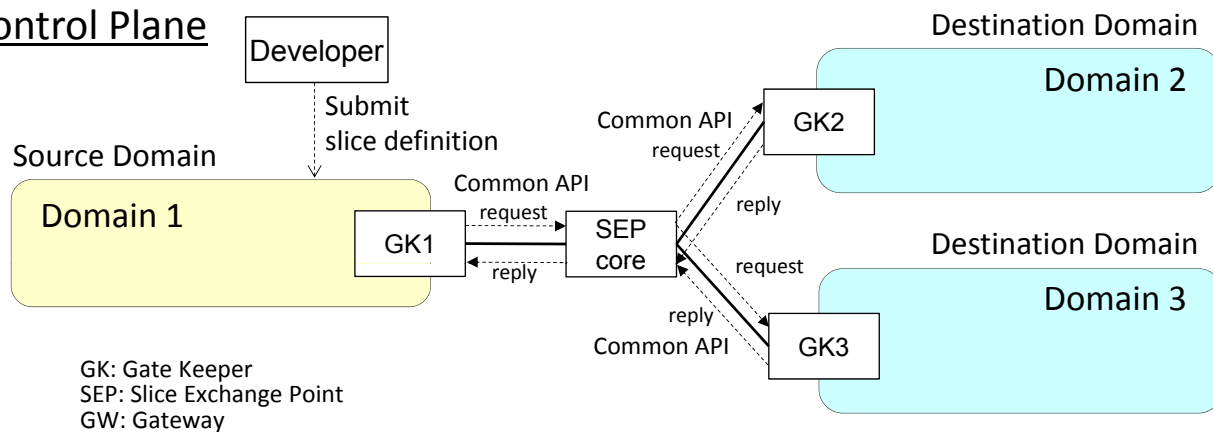 ontrol Plane
Developer
Submit
slice definition
Source Domain
Domain 1
GK1
Common API
request
reply
SEP
core
Common API
request
reply
GK2
Destination Domain
Domain 2
request
reply
Common API
GK3
Destination Domain
Domain 3
GK: Gate Keeper
SEP: Slice Exchange Point
GW: Gateway